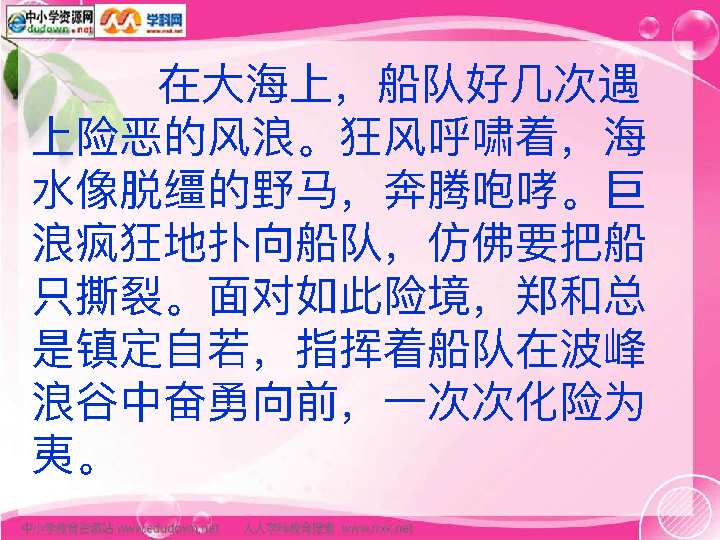 中小学资源网
edudown.net
学科网
www.nxk.net
在大海上，船队好几次遇
上险恶的风浪。狂风呼啸着，海
水像脱缰的野马，奔腾咆哮。巨
浪疯狂地扑向船队，仿佛要把船
只撕裂。面对如此险境，郑和总
是镇定自若，指挥着船队在波峰
浪谷中奋勇向前，一次次化险为
夷。
中小学教育资源站 www.edudown.net 人人学科教育搜索 www.rrxk.net